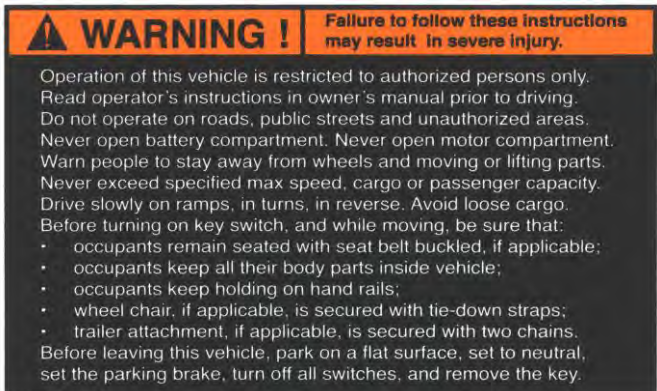 WARNING !
Failure to follow these instructions
may result in severe injury.
Operation of this vehicle is restricted to authorized persons only.
Read operator's instructions in owner's manual prior to driving.
Do not operate on roads, public streets and unauthorized areas.
Never open battery compartment. Never open motor compartment.
Warn people to stay away from wheels and moving or lifting parts.
Never exceed specified max speed, cargo or passenger capacity.
Drive slowly on ramps, in turns, in reverse. Avoid loose cargo.
Before turning on key switch, and while moving, be sure that:
· occupants remain seated with seat belt buckled, if applicable;
· occupants keep all their body parts inside vehicle;
· occupants keep holding on hand rails;
· wheel chair, if applicable, is secured with tie-down straps;
· trailer attachment, if applicable, is secured with two chains.
Before leaving this vehicle, park on a flat surface, set to neutral,
set the parking brake, turn off all switches, and remove the key.